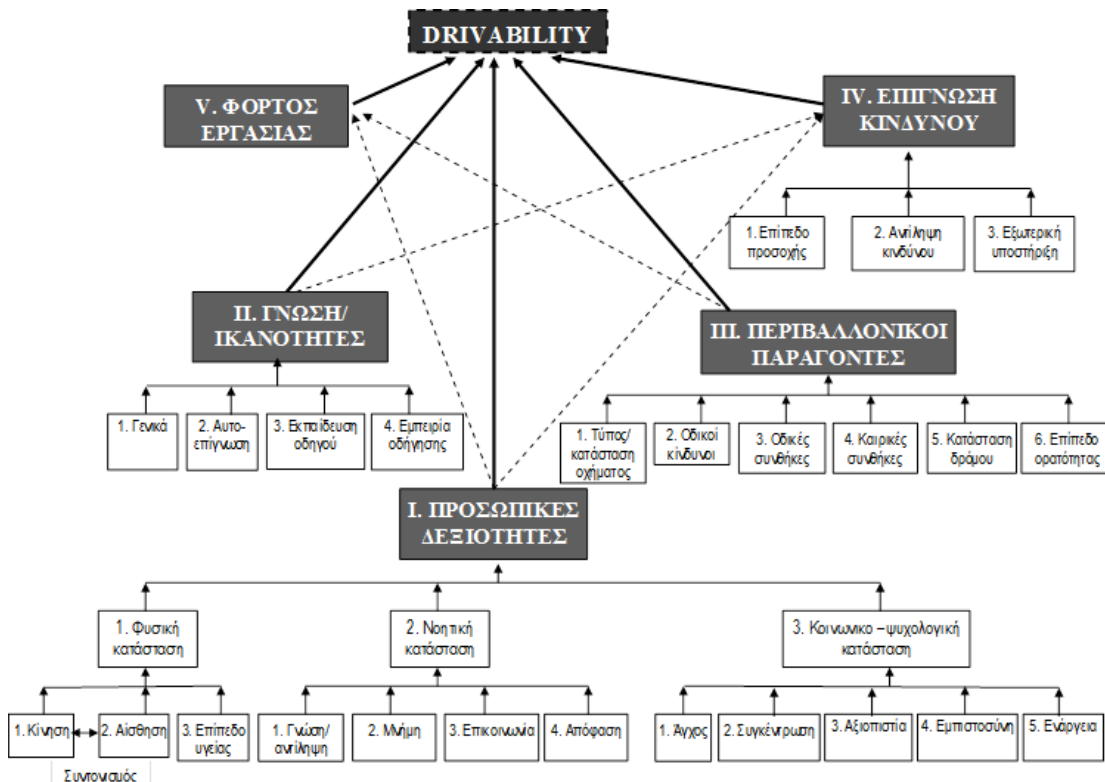 DRIVABILITY
V. ΦΟΡΤΟΣ
ΕΡΓΑΣΙΑΣ
IV. ΕΠΙΓΝΩΣΗ
ΚΙΝΔΥΝΟΥ
1. Επίπεδο
προσοχής
2. Αντίληψη
κινδύνου
3. Εξωτερική
υποστήριξη
II. ΓΝΩΣΗ/
ΙΚΑΝΟΤΗΤΕΣ
III. ΠΕΡΙΒΑΛΛΟΝΙΚΟΙ
ΠΑΡΑΓΟΝΤΕΣ
1. Γενικά
2. Αυτο-
επίγνωση
3. Εκπαίδευση
οδηγού
4. Εμπειρία
οδήγησης
1. Τύπος/
κατάσταση
οχήματος
2. Οδικοί
κίνδυνοι
3. Οδικές
συνθήκες
4. Καιρικές
συνθήκες
5. Κατάσταση
δρόμου
6. Επίπεδο
ορατότητας
I. ΠΡΟΣΩΠΙΚΕΣ
ΔΕΞΙΟΤΗΤΕΣ
1. Φυσική
κατάσταση
2. Νοητική
κατάσταση
3. Κοινωνικο –ψυχολογική
κατάσταση
1. Κίνηση
2. Αίσθηση
3. Επίπεδο
υγείας
1. Γνώση/
αντίληψη
2. Μνήμη
3. Επικοινωνία
4. Απόφαση
1. Άγχος
2. Συγκέντρωση
3. Αξιοπιστία
4. Εμπιστοσύνη
5. Ενάργεια
Συντονισμός